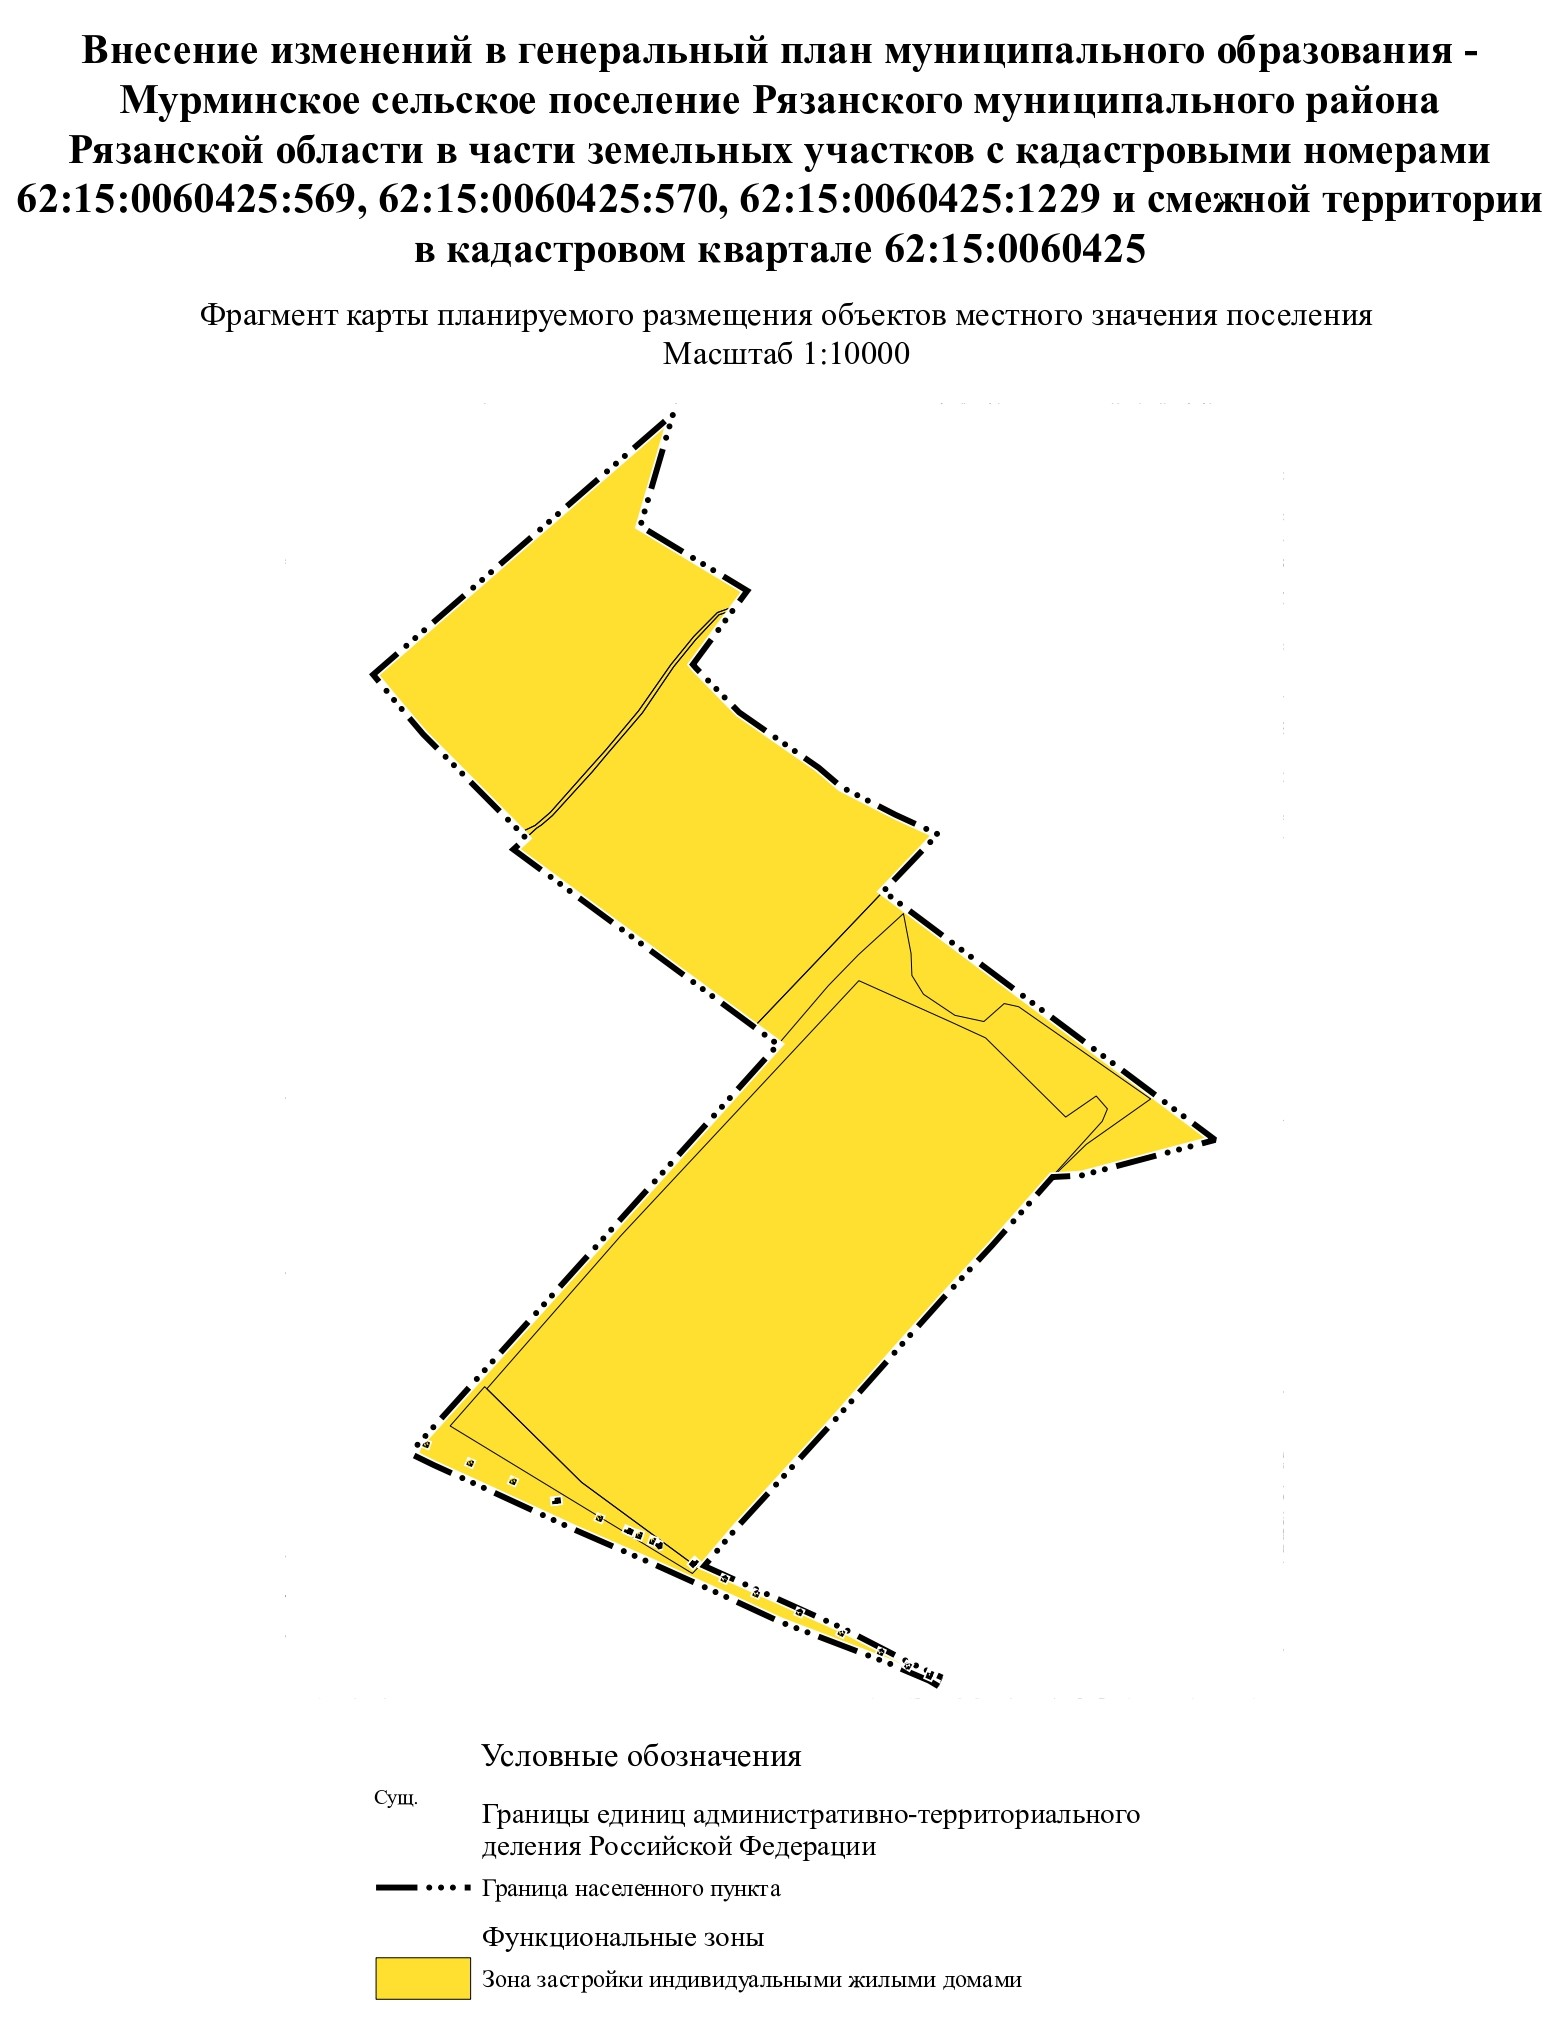 Внесение изменений в генеральный план муниципального образования -
Мурминское сельское поселение Рязанского муниципального района
Рязанской области в части земельных участков с кадастровыми номерами
62:15:0060425:569, 62:15:0060425:570, 62:15:0060425:1229 и смежной территории
в кадастровом квартале 62:15:0060425
Фрагмент карты планируемого размещения объектов местного значения поселения
Масштаб 1:10000
Условные обозначения
Сущ.
Границы единиц административно-территориального
деления Российской Федерации
Граница населенного пункта
Функциональные зоны
Зона застройки индивидуальными жилыми домами